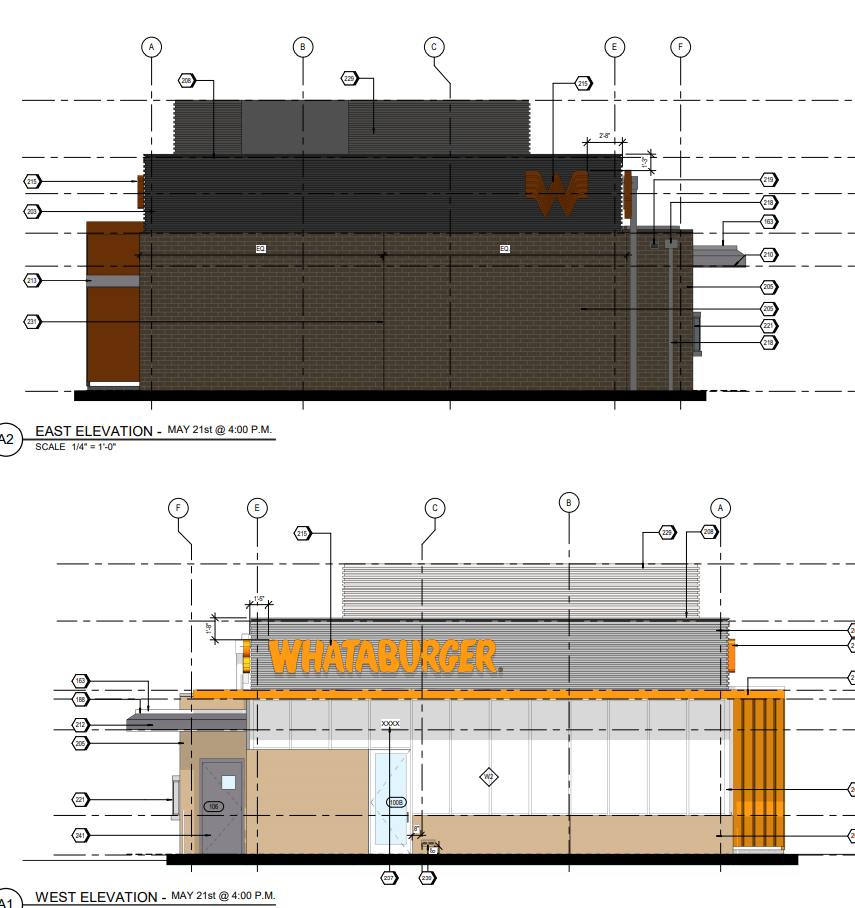 A B C E F
208 229 215
2'-8"
1'-3"
215
219
203
218
163
EQ. EQ.
210
213
205
205
231
221
218
A2 EAST ELEVATION - MAY 21st @ 4:00 P.M.
SCALE 1/4" = 1'-0"
F E C B A
215 229 208
1'-5"
1'-8"
WHATABURGER®
163
188
212 XXXX
205
W2
221
106 100B
241
8"
8"
237 239
A1 WEST ELEVATION - MAY 21st @ 4:00 P.M.